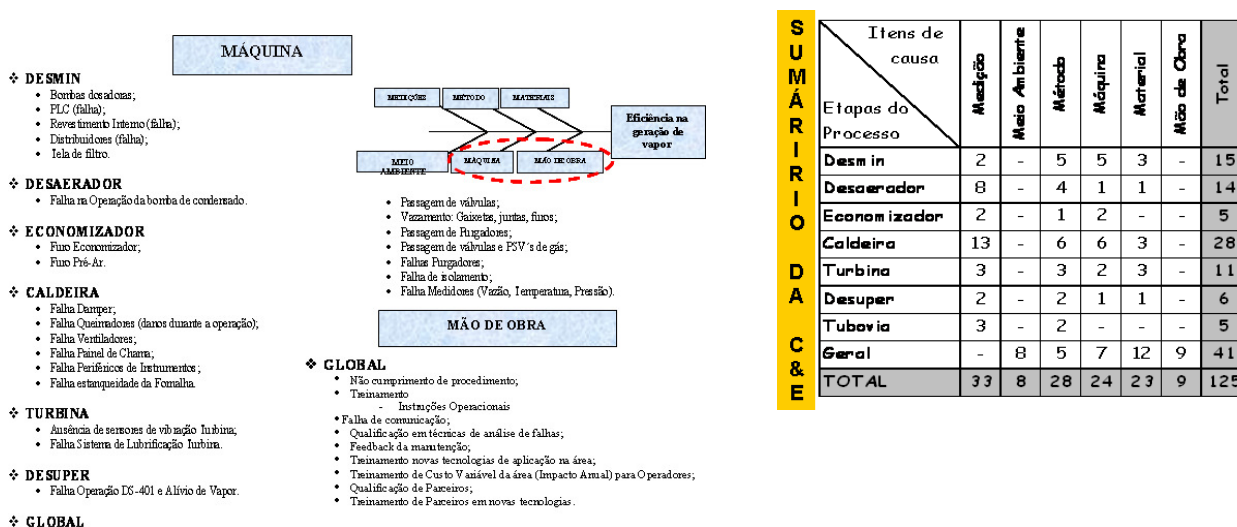 MÁQUINA
❖ DESMIN
• Bombas dosadoras;
• PLC (falha);
• Revestimento Interno (falha);
• Distribuidores (falha);
• Tela de filtro.
❖ DESAERADOR
• Falha na Operação da bomba de condensado.
❖ ECONOMIZADOR
• Furo Economizador;
• Furo Pré-Ar.
❖ CALDEIRA
• Falha Damper;
• Falha Queimadores (danos durante a operação);
• Falha Ventiladores;
• Falha Painel de Chama;
• Falha Periféricos de Instrumentos;
• Falha estanqueidade da Fornalha.
❖ TURBINA
• Ausência de sensores de vibração Turbina;
• Falha Sistema de Lubrificação Turbina.
❖ DESUPER
• Falha Operação DS-401 e Alívio de Vapor.
❖ GLOBAL
MEDIÇÕES MÉTODO MATERIAIS
Eficiência na
geração de
vapor
MEIO
AMBIENTE
MÁQUINA MÃO DE OBRA
• Passagem de válvulas;
• Vazamento: Gaixetas, juntas, furos;
• Passagem de Purgadores;
• Passagem de válvulas e PSV´s de gás;
• Falhas Purgadores;
• Falha de isolamento;
• Falha Medidores (Vazão, Temperatura, Pressão).
MÃO DE OBRA
❖ GLOBAL
• Não cumprimento de procedimento;
• Treinamento
- Instruções Operacionais
• Falha de comunicação;
• Qualificação em técnicas de análise de falhas;
• Feedback da manutenção;
• Treinamento novas tecnologias de aplicação na área;
• Treinamento de Custo Variável da área (Impacto Anual) para Operadores;
• Qualificação de Parceiros;
• Treinamento de Parceiros em novas tecnologias.
SUMÁRIRIO DA C&E
Itens de
causa
Etapas do
Processo
Medição Meio Ambiente Método Máquina Material Mão de Obra Total
Desmin 2 - 5 5 3 - 15
Desaerador 8 - 4 1 1 - 14
Economizador 2 - 1 2 - - 5
Caldeira 13 - 6 6 3 - 28
Turbina 3 - 3 2 3 - 11
Desuper 2 - 2 1 1 - 6
Tubovia 3 - 2 - - - 5
Geral - 8 5 7 12 9 41
TOTAL 33 8 28 24 23 9 125